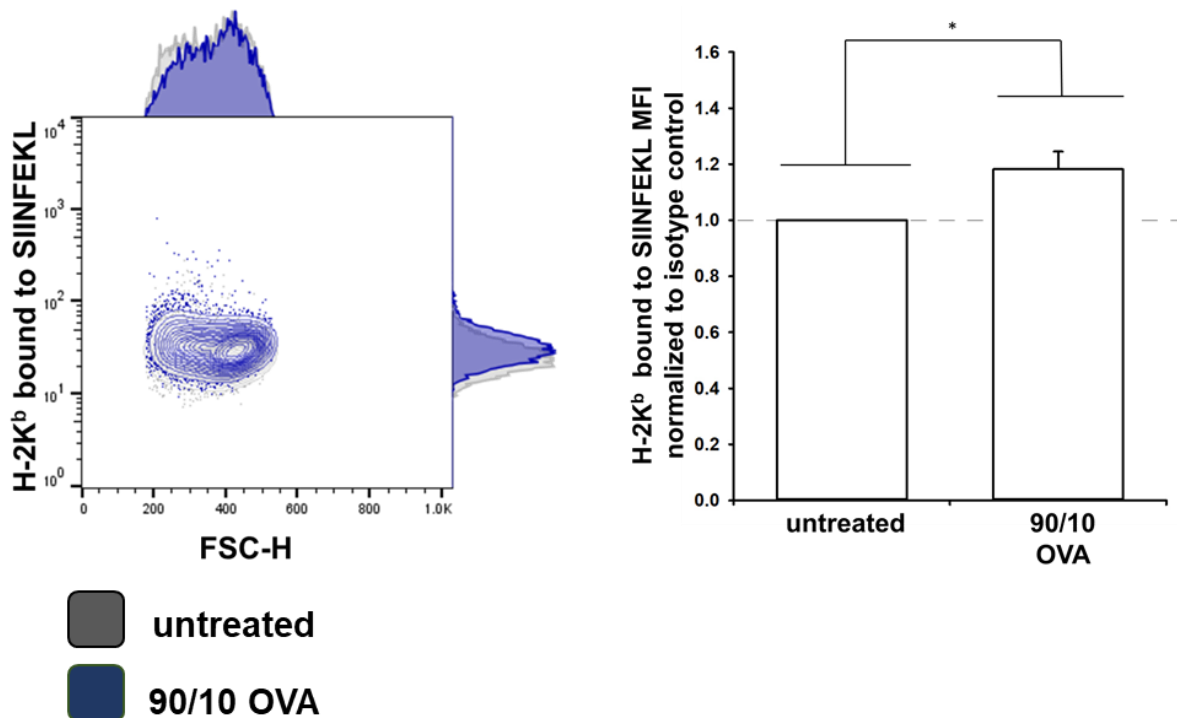 H-2Kᵇ bound to SIINFEKL
10⁴
10³
10²
10¹
10⁰
0 200 400 600 800 1.0K
FSC-H
untreated
90/10 OVA
H-2Kᵇ bound to SIINFEKL MFI
normalized to isotype control
*
1.6
1.4
1.2
1.0
0.8
0.6
0.4
0.2
0.0
untreated
90/10
OVA